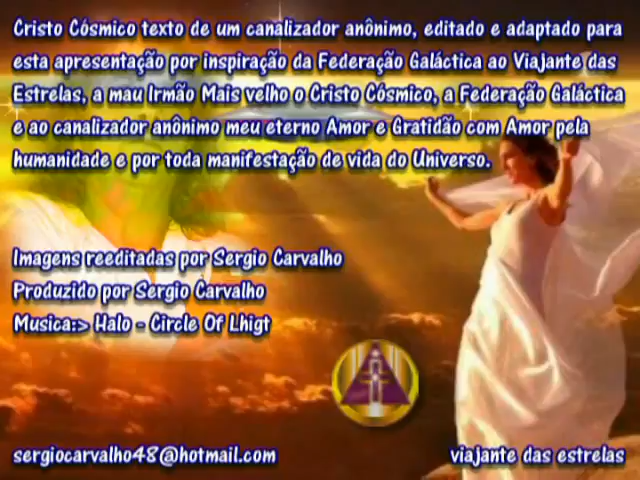 Cristo Cósmico texto de um canalizador anônimo, editado e adaptado para
esta apresentação por inspiração da Federação Galáctica ao Viajante das
Estrelas, a mau Irmão Mais velho o Cristo Cósmico, a Federação Galáctica
e ao canalizador anônimo meu eterno Amor e Gratidão com Amor pela
humanidade e por toda manifestação de vida do Universo.
Imagens reeditadas por Sergio Carvalho
Produzido por Sergio Carvalho
Musica:> Halo - Circle Of Lhigt
sergiocarvalho48@hotmail.com
viajante das estrelas